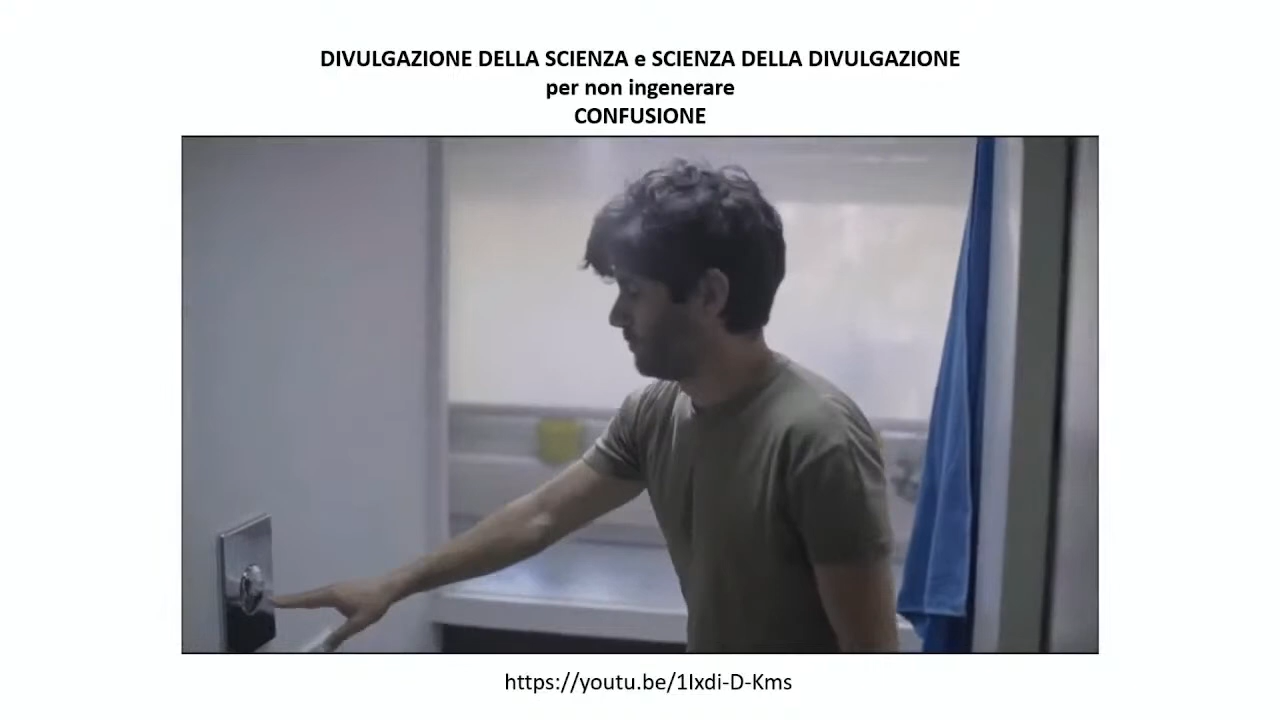 DIVULGAZIONE DELLA SCIENZA e SCIENZA DELLA DIVULGAZIONE
per non ingenerare
CONFUSIONE
https://youtu.be/1Ixdi-D-Kms